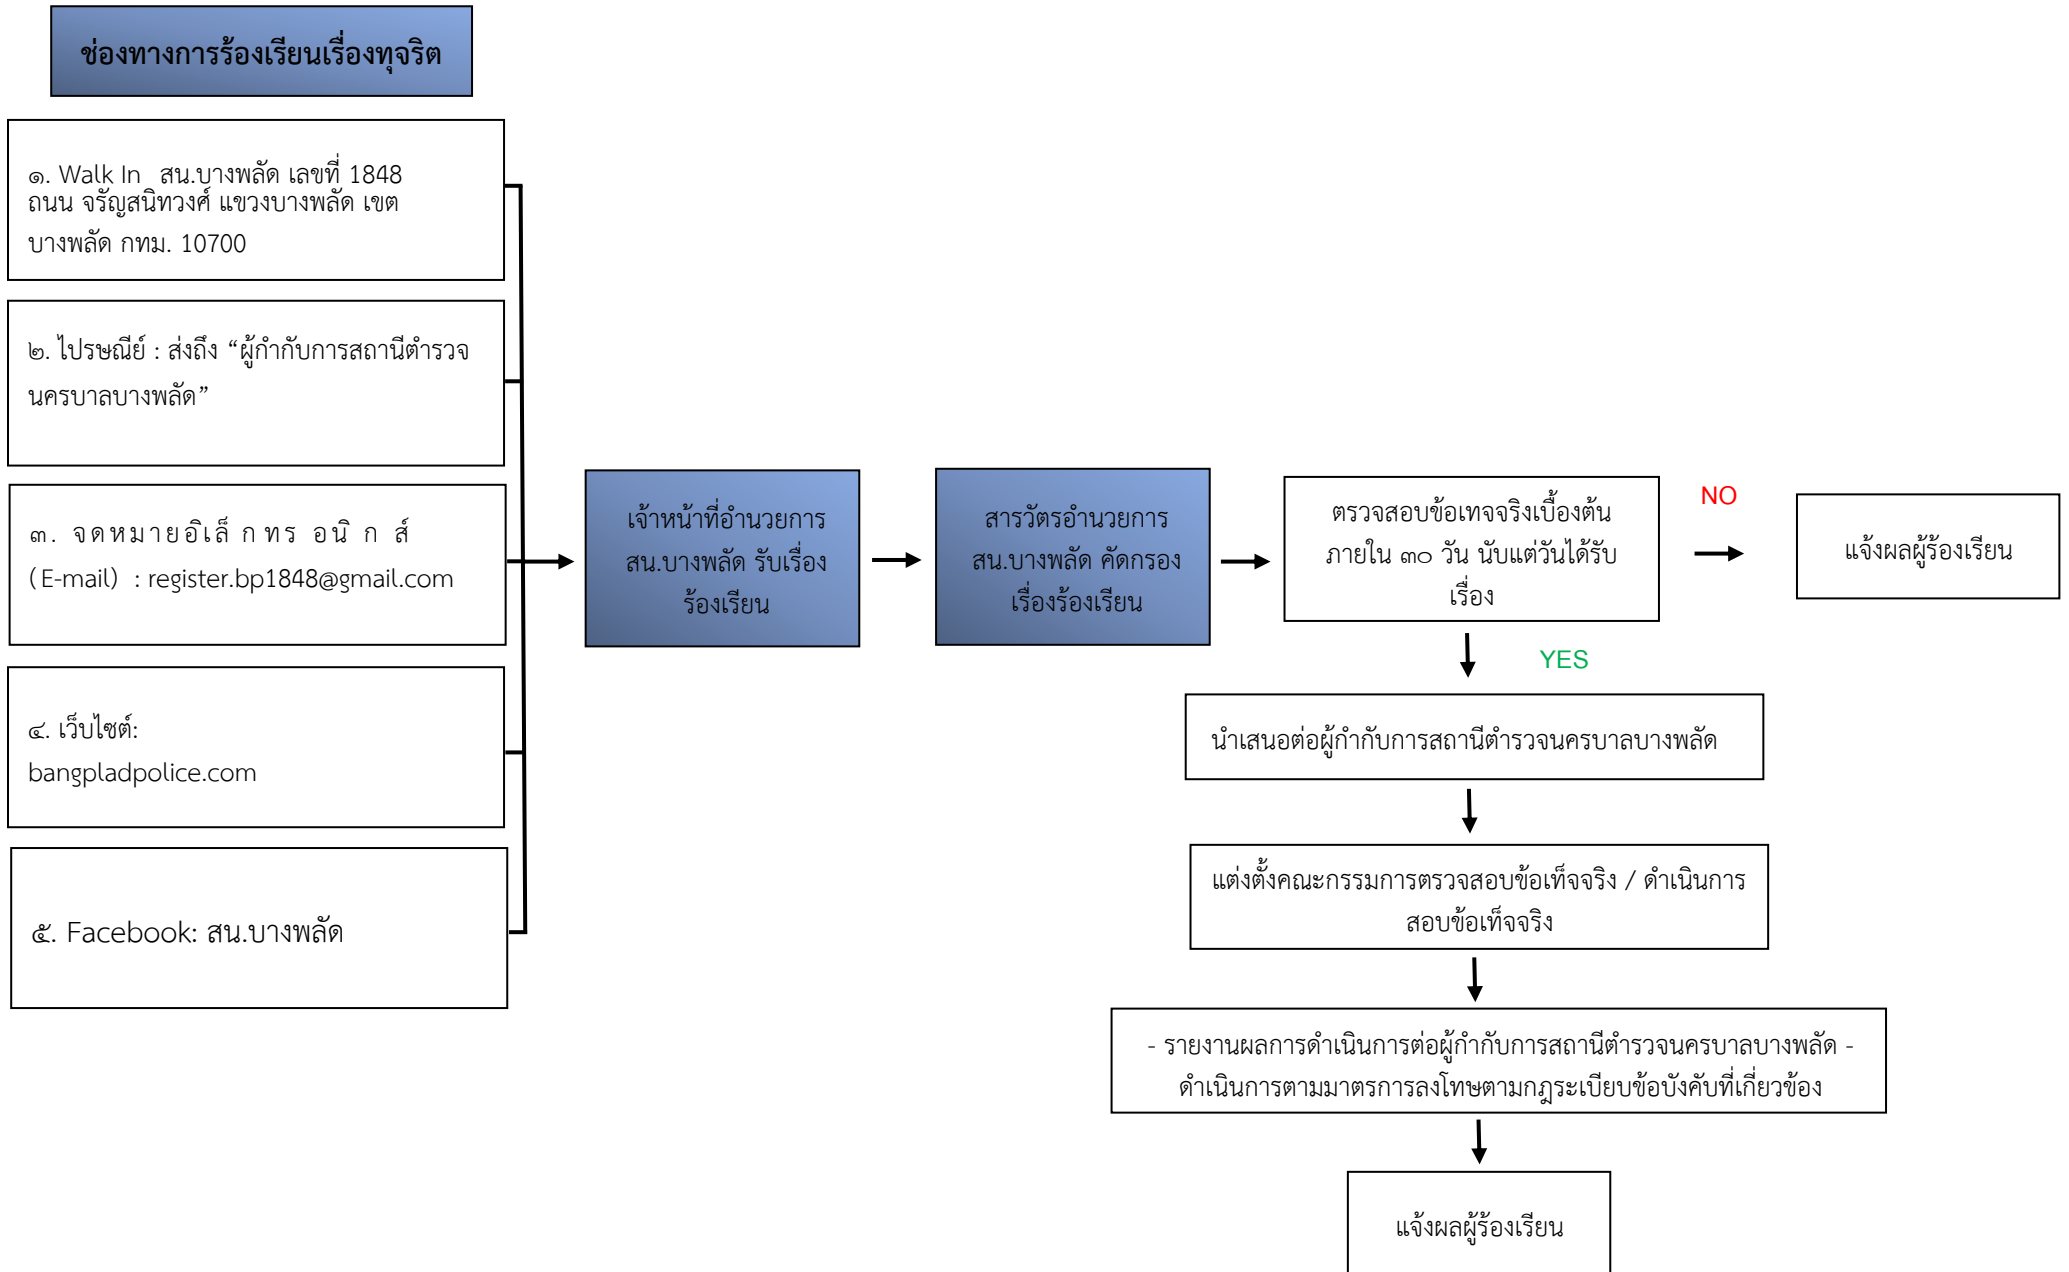 ช่องทางการร้องเรียนเรื่องทุจริต
๑. Walk In สน.บางพลัด เลขที่ 1848
ถนน จรัญสนิทวงศ์ แขวงบางพลัด เขต
บางพลัด กทม. 10700
๒. ไปรษณีย์ : ส่งถึง “ผู้กำกับการสถานีตำรวจ
นครบาลบางพลัด”
๓. จดหมายอิเล็กทรอนิกส์
(E-mail) : register.bp1848@gmail.com
๔. เว็บไซต์:
bangpladpolice.com
๕. Facebook: สน.บางพลัด
เจ้าหน้าที่อำนวยการ
สน.บางพลัด รับเรื่อง
ร้องเรียน
สารวัตรอำนวยการ
สน.บางพลัด คัดกรอง
เรื่องร้องเรียน
ตรวจสอบข้อเทจจริงเบื้องต้น
ภายใน ๓๐ วัน นับแต่วันได้รับ
เรื่อง
NO
แจ้งผลผู้ร้องเรียน
YES
นำเสนอต่อผู้กำกับการสถานีตำรวจนครบาลบางพลัด
แต่งตั้งคณะกรรมการตรวจสอบข้อเท็จจริง / ดำเนินการ
สอบข้อเท็จจริง
- รายงานผลการดำเนินการต่อผู้กำกับการสถานีตำรวจนครบาลบางพลัด -
ดำเนินการตามมาตรการลงโทษตามกฎระเบียบข้อบังคับที่เกี่ยวข้อง
แจ้งผลผู้ร้องเรียน